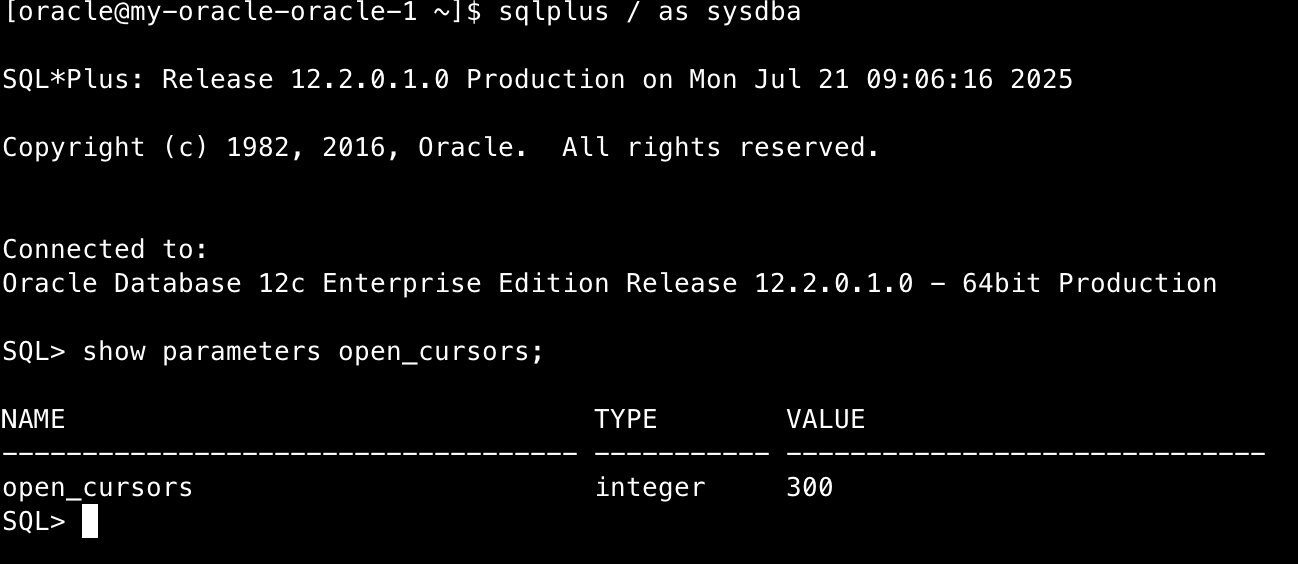 [oracle@my-oracle-oracle-1 ~]$ sqlplus / as sysdba
SQL*Plus: Release 12.2.0.1.0 Production on Mon Jul 21 09:06:16 2025
Copyright (c) 1982, 2016, Oracle.  All rights reserved.
Connected to:
Oracle Database 12c Enterprise Edition Release 12.2.0.1.0 - 64bit Production
SQL> show parameters open_cursors;
NAME                                 TYPE        VALUE
------------------------------------ ----------- ------------------------------
open_cursors                         integer     300
SQL>